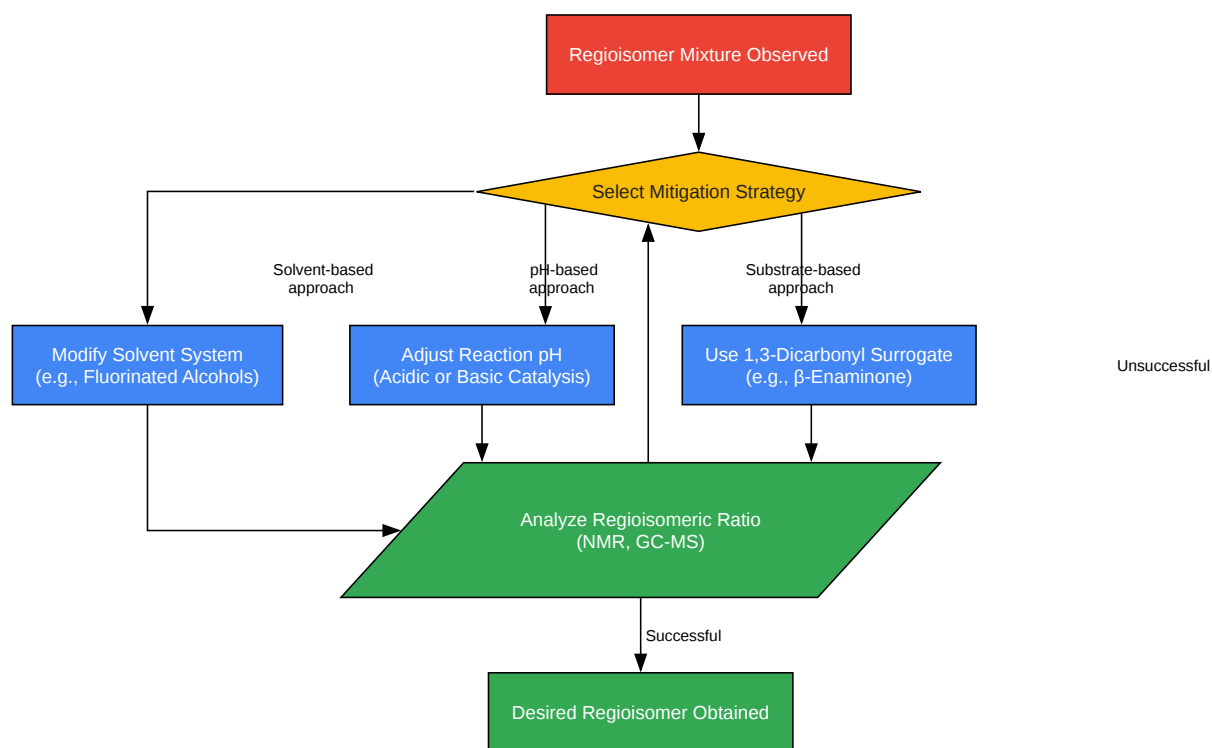 Regioisomer Mixture Observed
Select Mitigation Strategy
Solvent-based
approach
pH-based
approach
Substrate-based
approach
Modify Solvent System
(e.g., Fluorinated Alcohols)
Adjust Reaction pH
(Acidic or Basic Catalysis)
Use 1,3-Dicarbonyl Surrogate
(e.g., β-Enaminone)
Unsuccessful
Analyze Regioisomeric Ratio
(NMR, GC-MS)
Successful
Desired Regioisomer Obtained